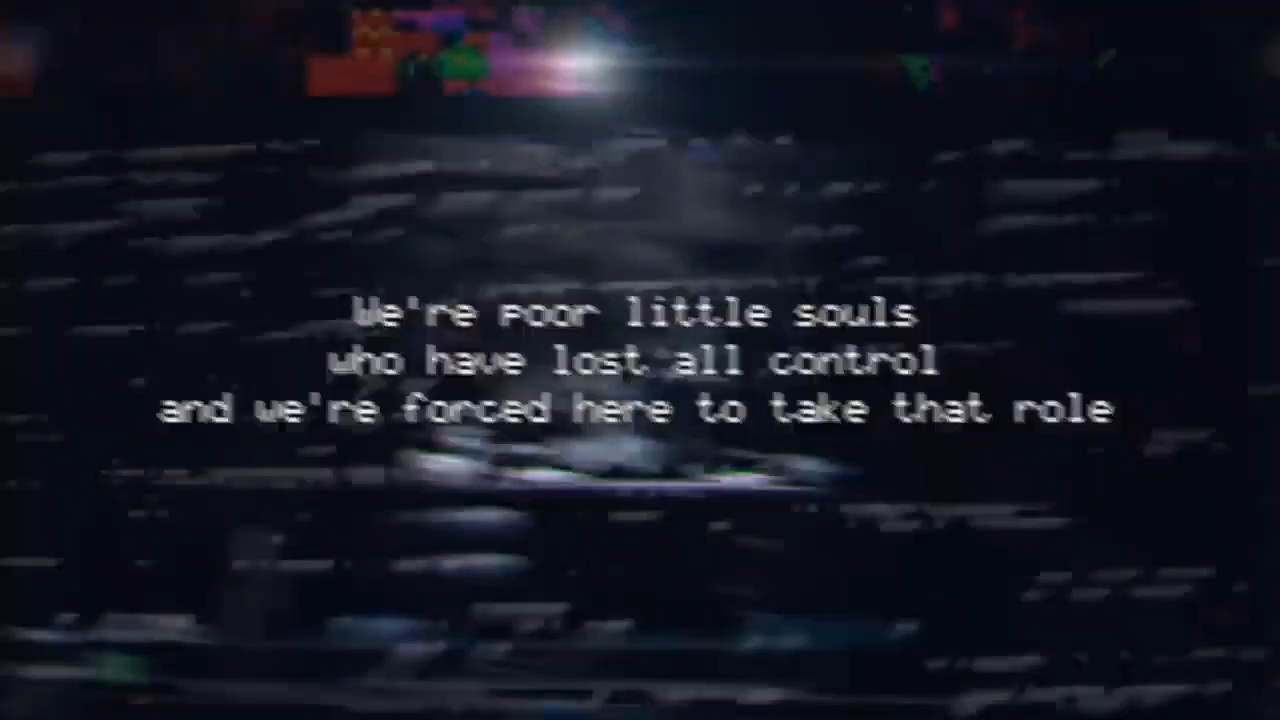 We're poor little souls
who have lost all control
and we're forced here to take that role